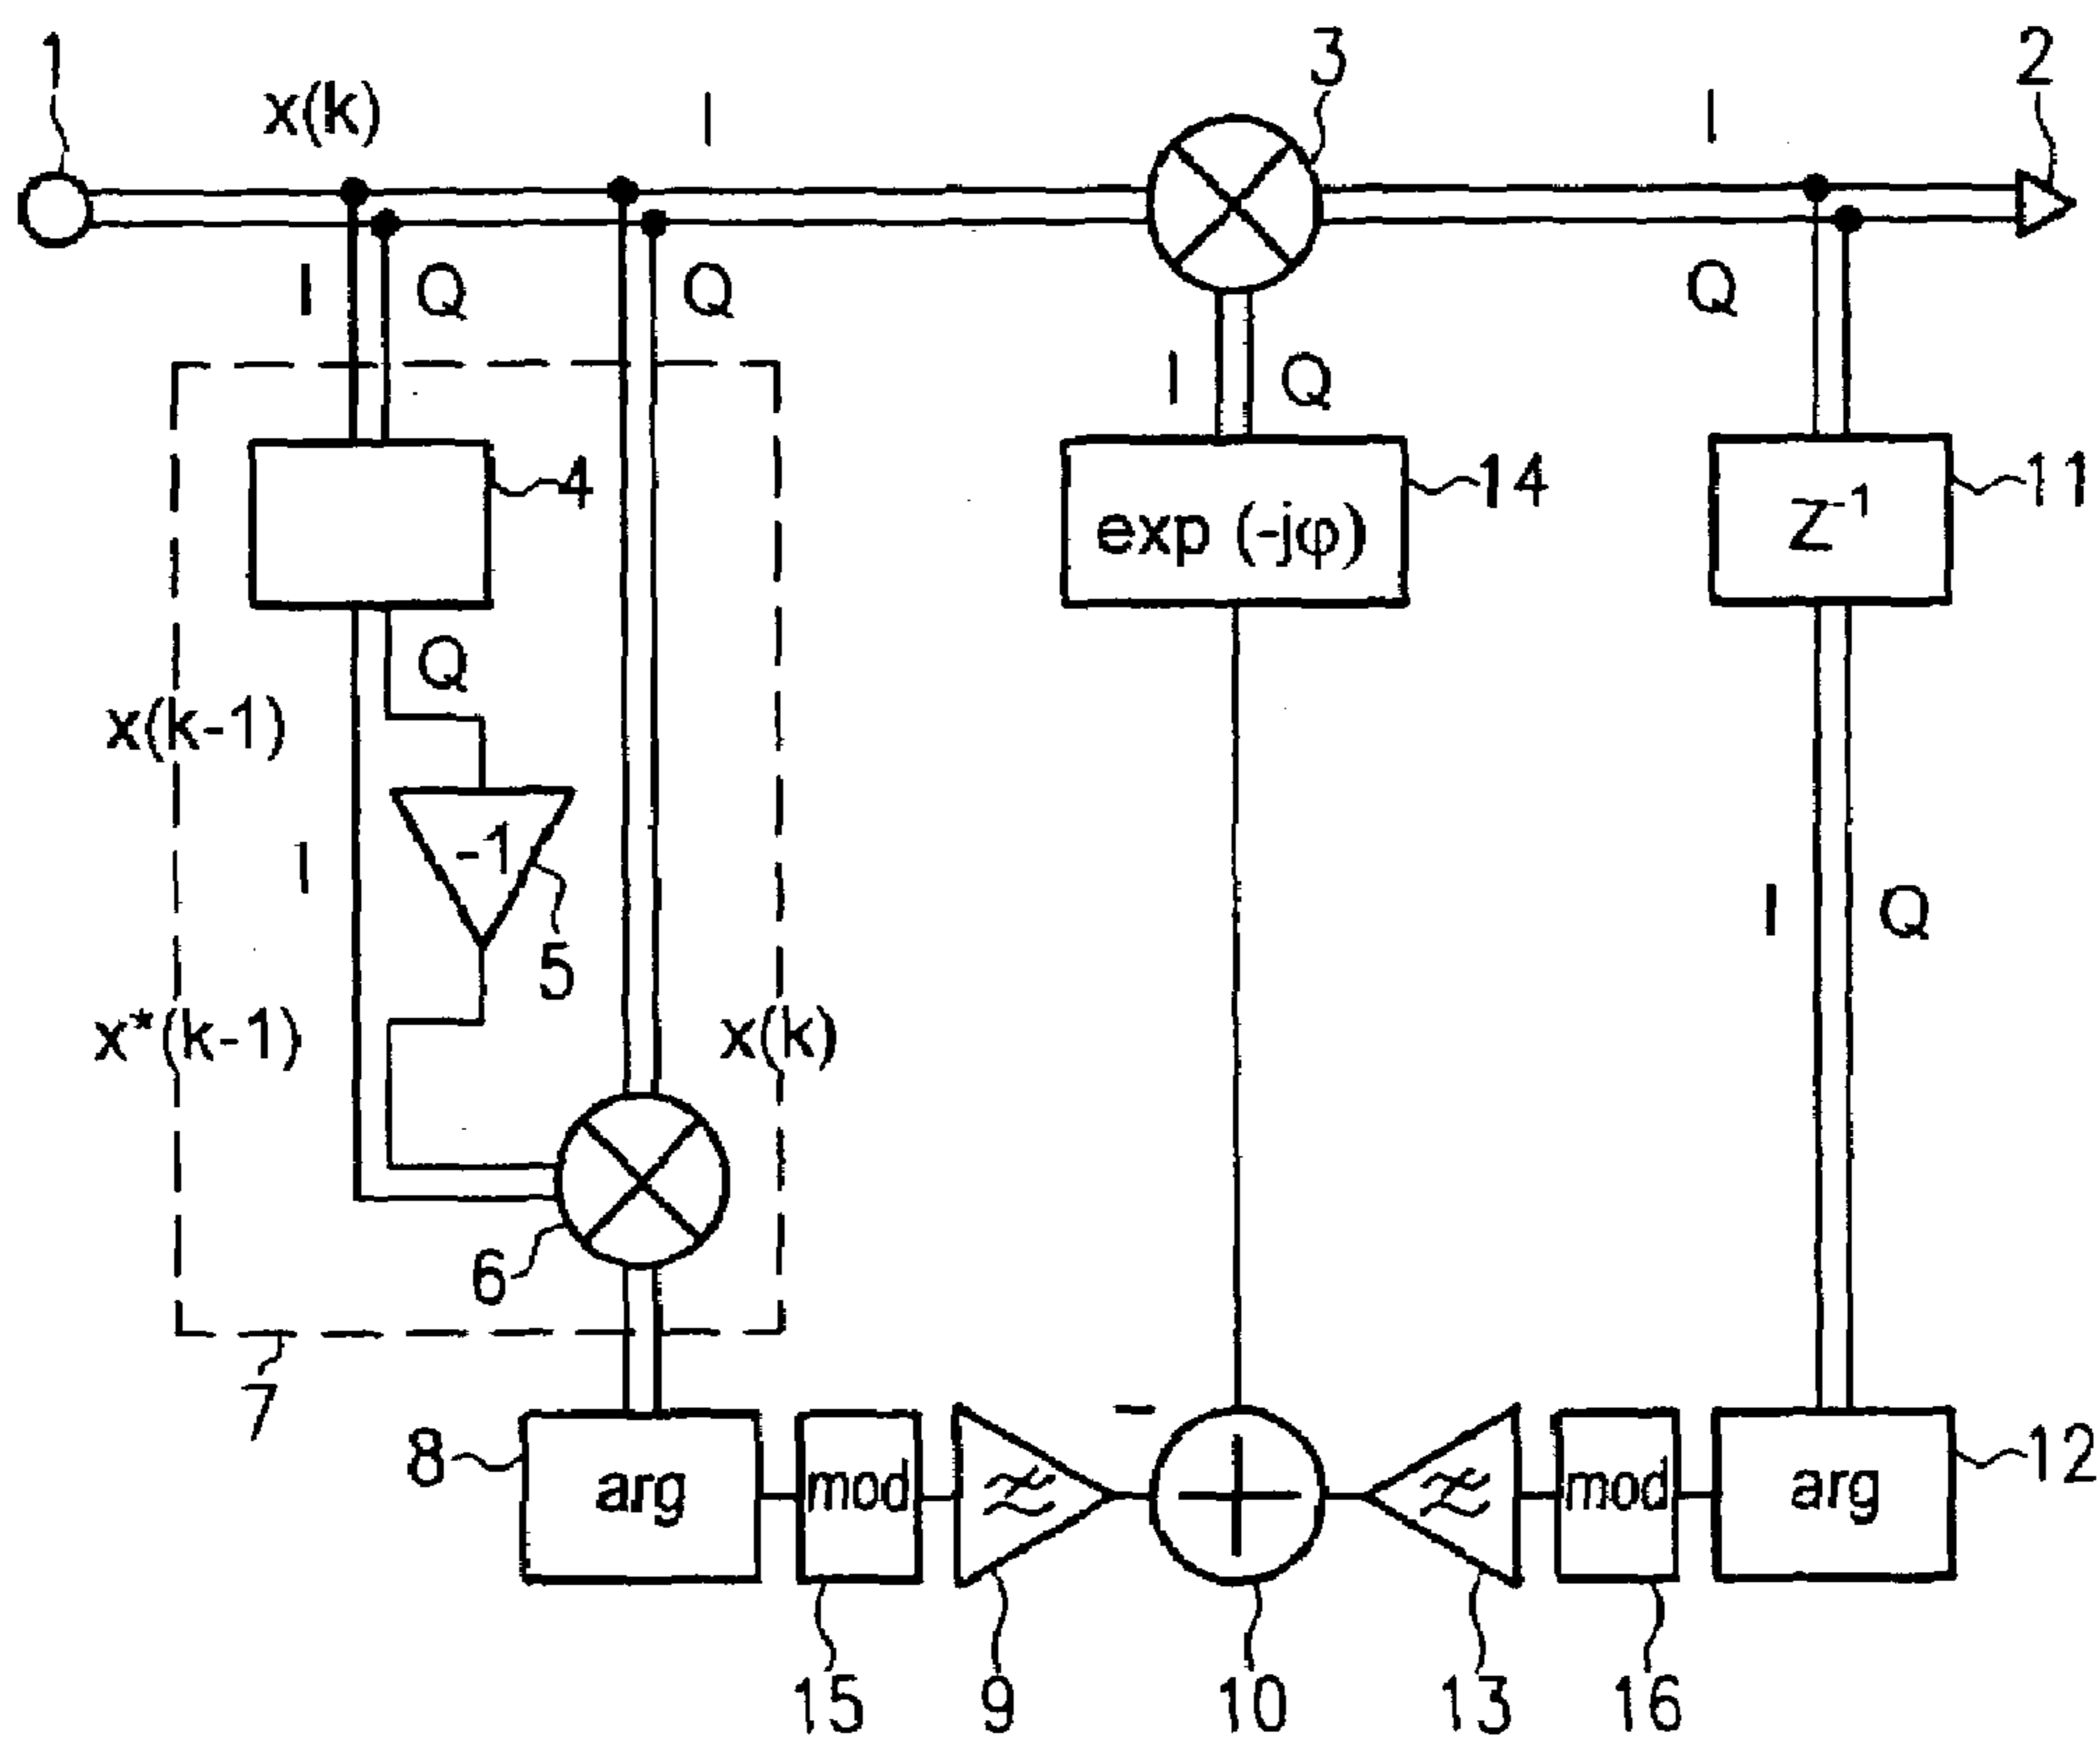 1
x(k)
I
3
I
2
I
Q
Q
I
Q
Q
4
exp (-jφ)
14
Z⁻¹
11
Q
x(k-1)
-1
I
5
I
Q
x*(k-1)
x(k)
6
7
8
arg
mod
-
mod
arg
12
15
9
10
13
16